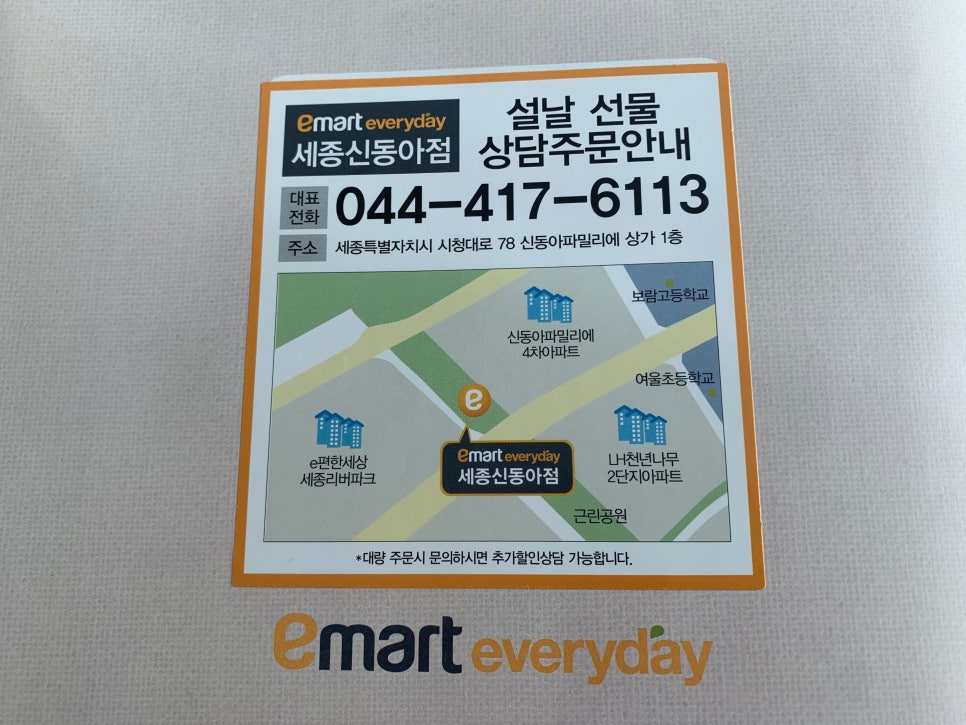 emart everyday
세종신동아점
설날 선물
상담주문안내
대표
전화
044-417-6113
주소
세종특별자치시 시청대로 78 신동아파밀리에 상가 1층
보람고등학교
신동아파밀리에
4차아파트
여울초등학교
e
e편한세상
세종리버파크
emart everyday
세종신동아점
LH천년나무
2단지아파트
근린공원
*대량 주문시 문의하시면 추가할인상담 가능합니다.
emart everyday